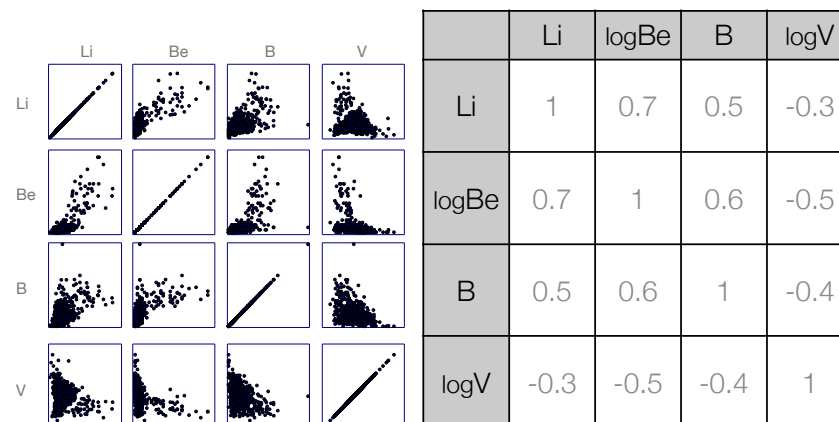 Li Be B V
Li
Be
B
V
Li logBe B logV
Li 1 0.7 0.5 -0.3
logBe 0.7 1 0.6 -0.5
B 0.5 0.6 1 -0.4
logV -0.3 -0.5 -0.4 1